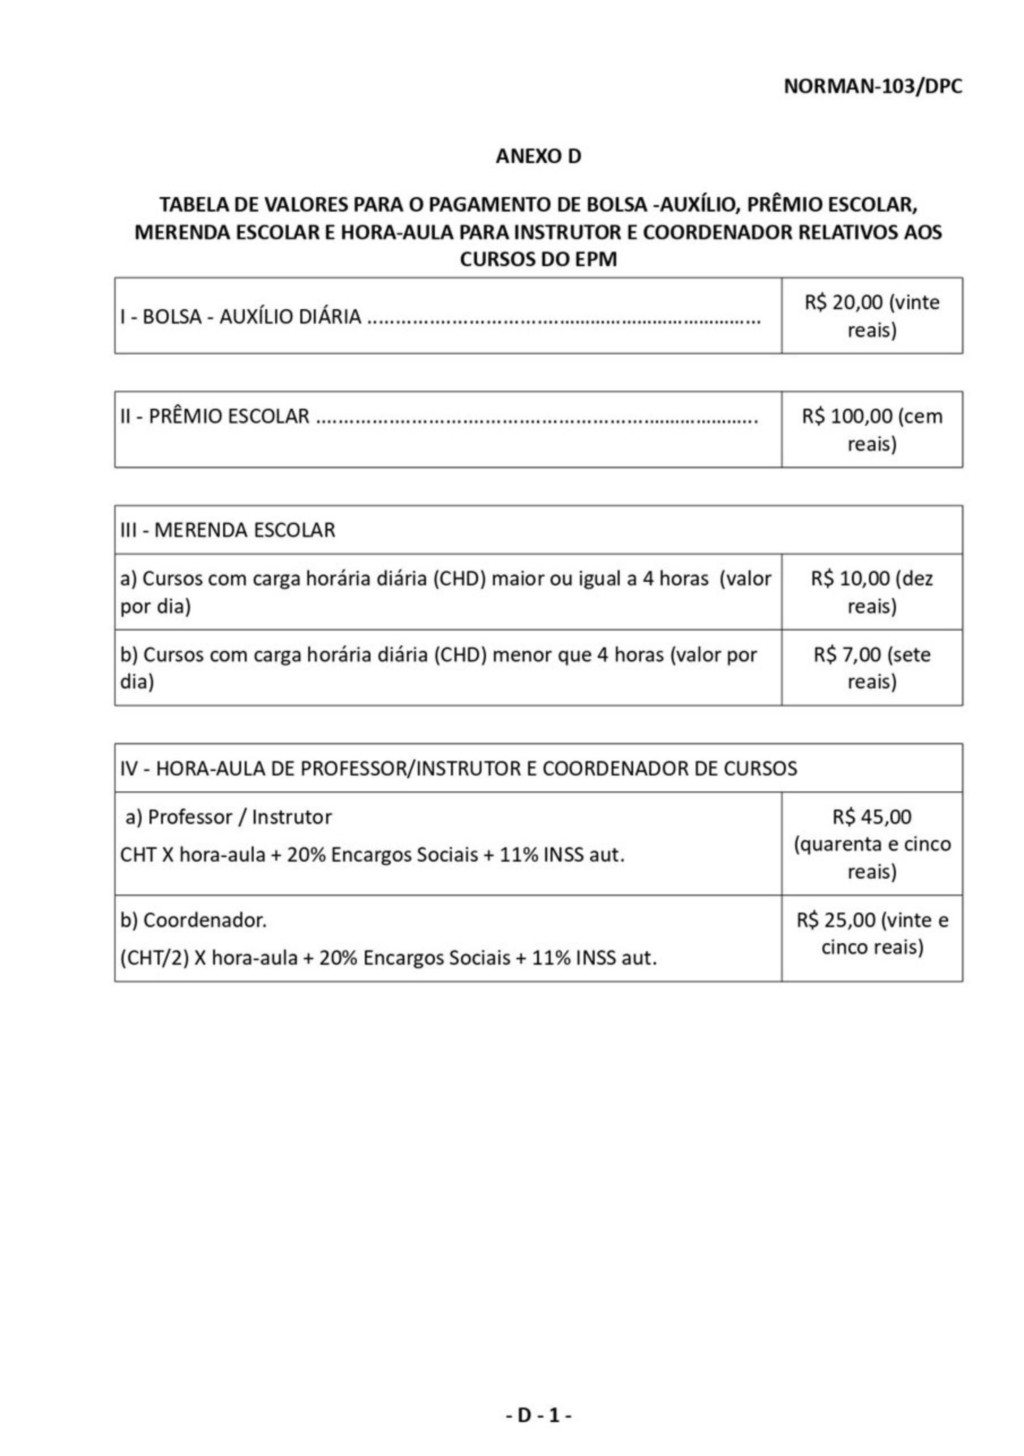 NORMAN-103/DPC
ANEXO D
TABELA DE VALORES PARA O PAGAMENTO DE BOLSA -AUXÍLIO, PRÊMIO ESCOLAR,
MERENDA ESCOLAR E HORA-AULA PARA INSTRUTOR E COORDENADOR RELATIVOS AOS
CURSOS DO EPM
I - BOLSA - AUXÍLIO DIÁRIA ......................................................................
R$ 20,00 (vinte
reais)
II - PRÊMIO ESCOLAR ...............................................................................
R$ 100,00 (cem
reais)
III - MERENDA ESCOLAR
a) Cursos com carga horária diária (CHD) maior ou igual a 4 horas (valor
por dia)
R$ 10,00 (dez
reais)
b) Cursos com carga horária diária (CHD) menor que 4 horas (valor por
dia)
R$ 7,00 (sete
reais)
IV - HORA-AULA DE PROFESSOR/INSTRUTOR E COORDENADOR DE CURSOS
a) Professor / Instrutor
CHT X hora-aula + 20% Encargos Sociais + 11% INSS aut.
R$ 45,00
(quarenta e cinco
reais)
b) Coordenador.
(CHT/2) X hora-aula + 20% Encargos Sociais + 11% INSS aut.
R$ 25,00 (vinte e
cinco reais)
- D - 1 -